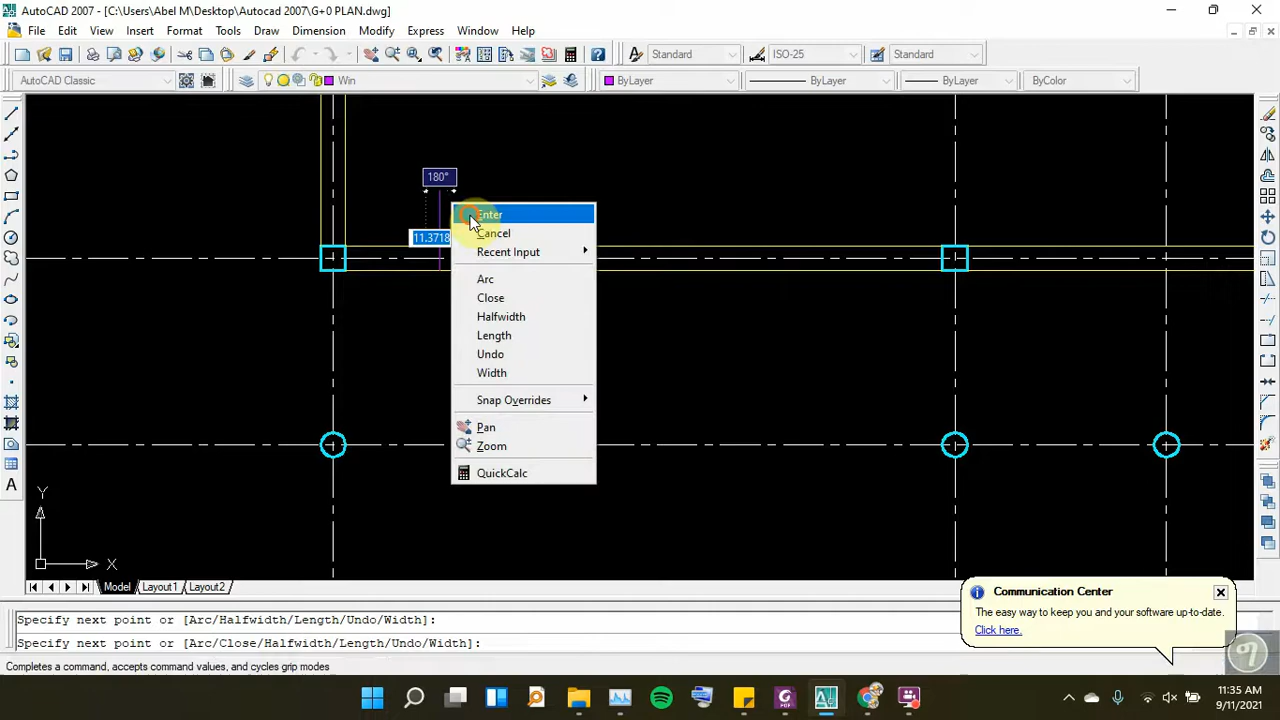 AutoCAD 2007 - [C:\Users\Abel M\Desktop\Autocad 2007\G+0 PLAN.dwg]
File Edit View Insert Format Tools Draw Dimension Modify Express Window Help
Standard ISO-25 Standard
AutoCAD Classic Win ByLayer ByLayer ByLayer ByColor
180°
11.3718
Enter
Cancel
Recent Input
Arc
Close
Halfwidth
Length
Undo
Width
Snap Overrides
Pan
Zoom
QuickCalc
A
Y
X
Model Layout1 Layout2
Communication Center
The easy way to keep you and your software up-to-date.
Click here.
Specify next point or [Arc/Halfwidth/Length/Undo/Width]:
Specify next point or [Arc/Close/Halfwidth/Length/Undo/Width]:
Completes a command, accepts command values, and cycles grip modes
11:35 AM
9/11/2021